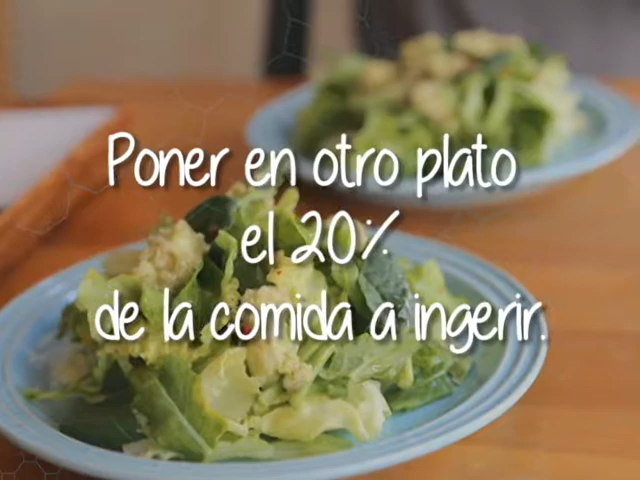 Poner en otro plato
el 20%
de la comida a ingerir.